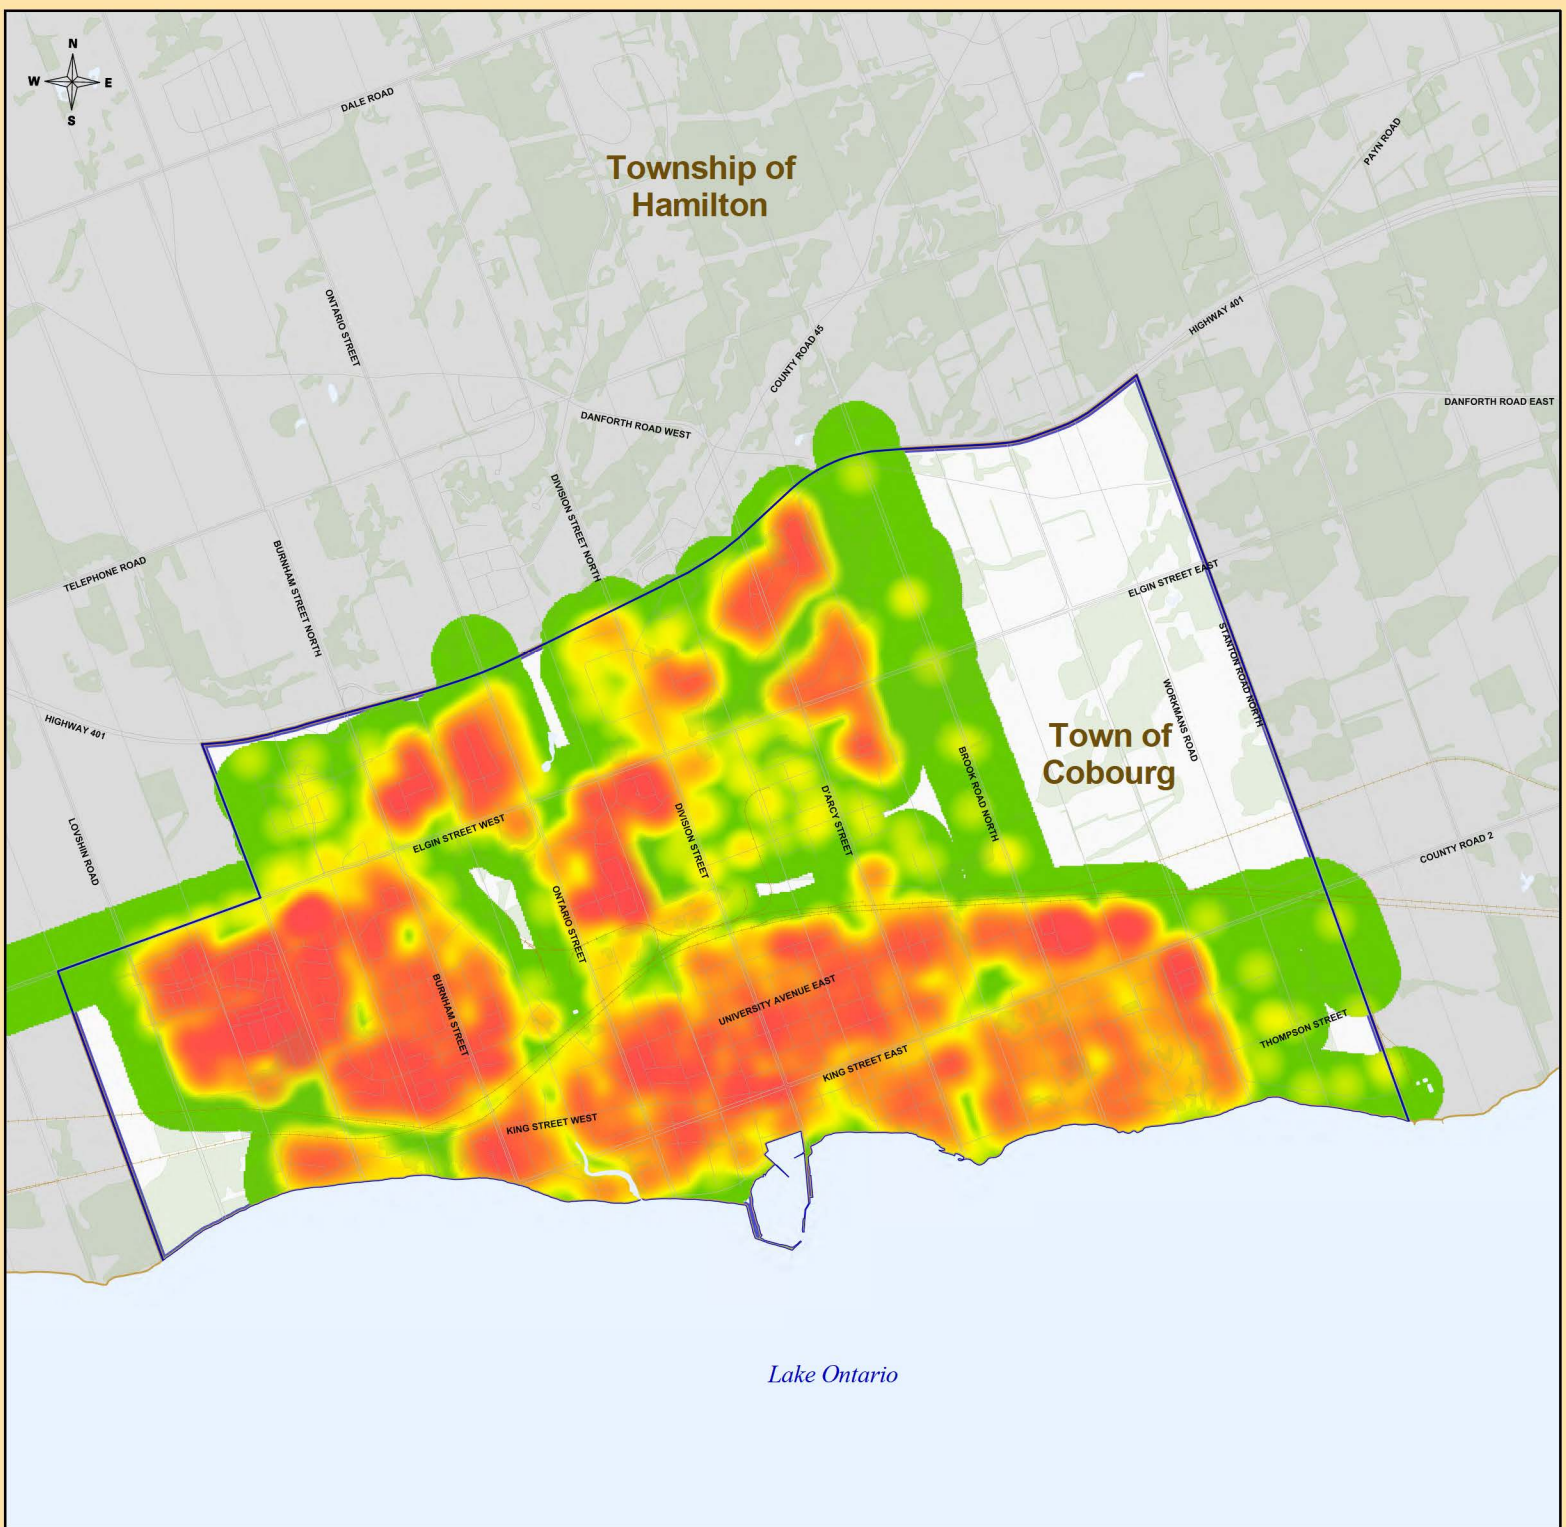 N
W E
S
DALE ROAD
PAYN ROAD
Township of
Hamilton
ONTARIO STREET
HIGHWAY 401
COUNTY ROAD 45
DANFORTH ROAD EAST
DANFORTH ROAD WEST
DIVISION STREET NORTH
TELEPHONE ROAD
BURNHAM STREET NORTH
ELGIN STREET EAST
STANTON ROAD NORTH
WORKMANS ROAD
HIGHWAY 401
Town of
Cobourg
BROOK ROAD NORTH
D'ARCY STREET
DIVISION STREET
ELGIN STREET WEST
LOVSHIN ROAD
COUNTY ROAD 2
ONTARIO STREET
BURNHAM STREET
UNIVERSITY AVENUE EAST
THOMPSON STREET
KING STREET EAST
KING STREET WEST
Lake Ontario